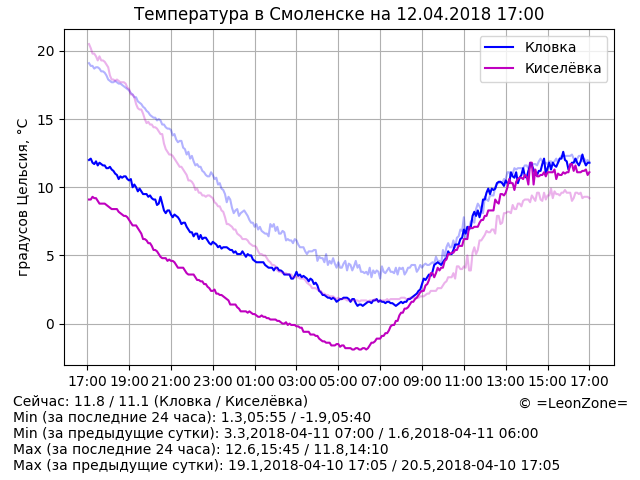 Температура в Смоленске на 12.04.2018 17:00
градусов Цельсия, °C
20
15
10
5
0
Кловка
Киселёвка
17:00 19:00 21:00 23:00 01:00 03:00 05:00 07:00 09:00 11:00 13:00 15:00 17:00
Сейчас: 11.8 / 11.1 (Кловка / Киселёвка)
© =LeonZone=
Min (за последние 24 часа): 1.3,05:55 / -1.9,05:40
Min (за предыдущие сутки): 3.3,2018-04-11 07:00 / 1.6,2018-04-11 06:00
Max (за последние 24 часа): 12.6,15:45 / 11.8,14:10
Max (за предыдущие сутки): 19.1,2018-04-10 17:05 / 20.5,2018-04-10 17:05